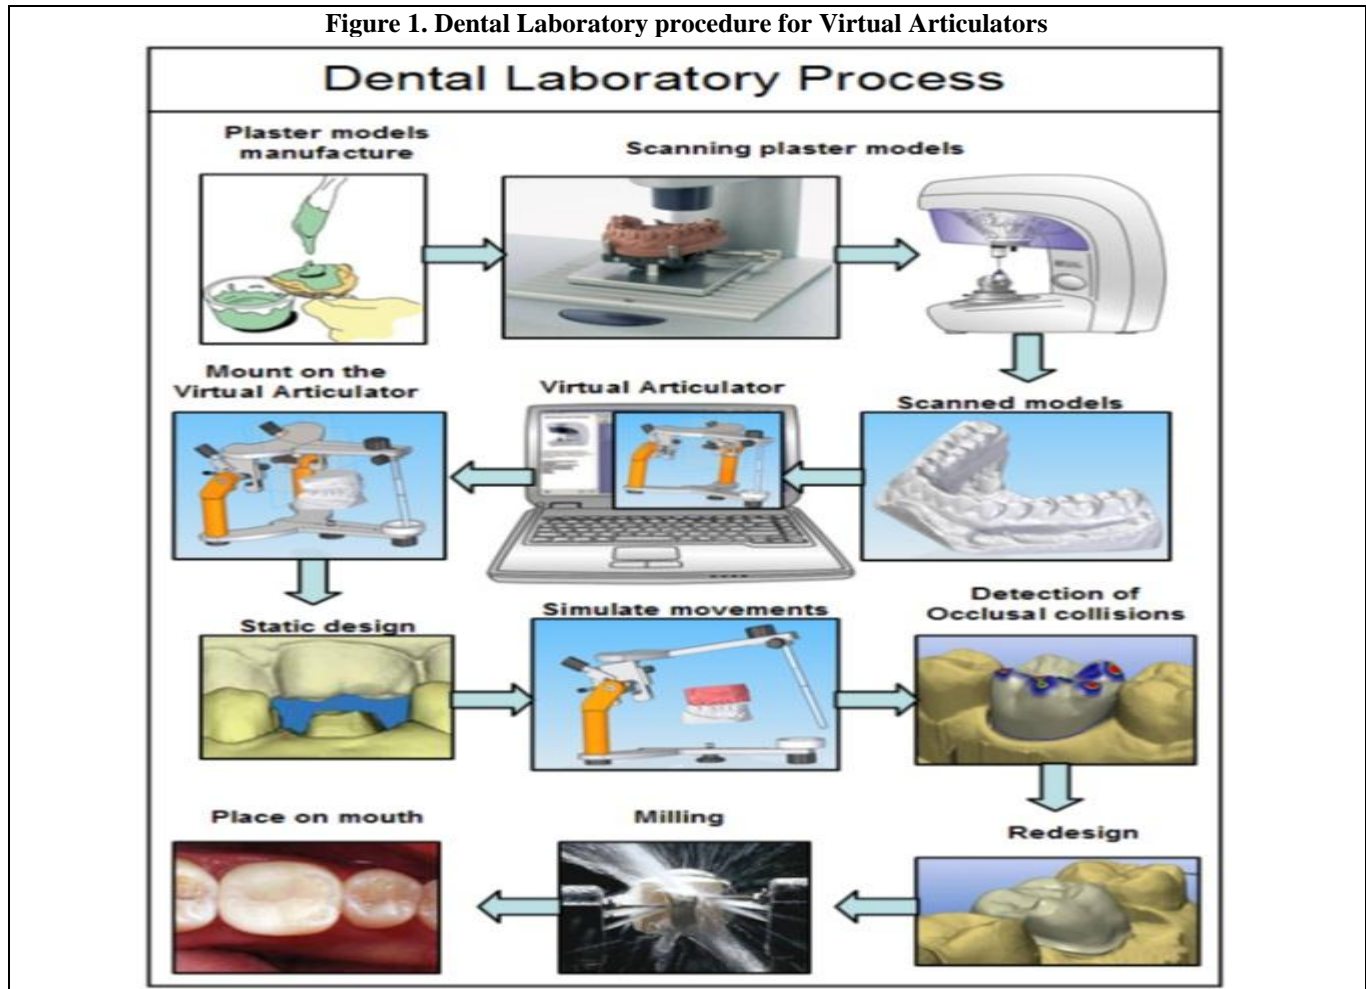 Figure 1. Dental Laboratory procedure for Virtual Articulators
Dental Laboratory Process
Plaster models
manufacture
Scanning plaster models
Mount on the
Virtual Articulator
Virtual Articulator
Scanned models
Static design
Simulate movements
Detection of
Occlusal collisions
Place on mouth
Milling
Redesign